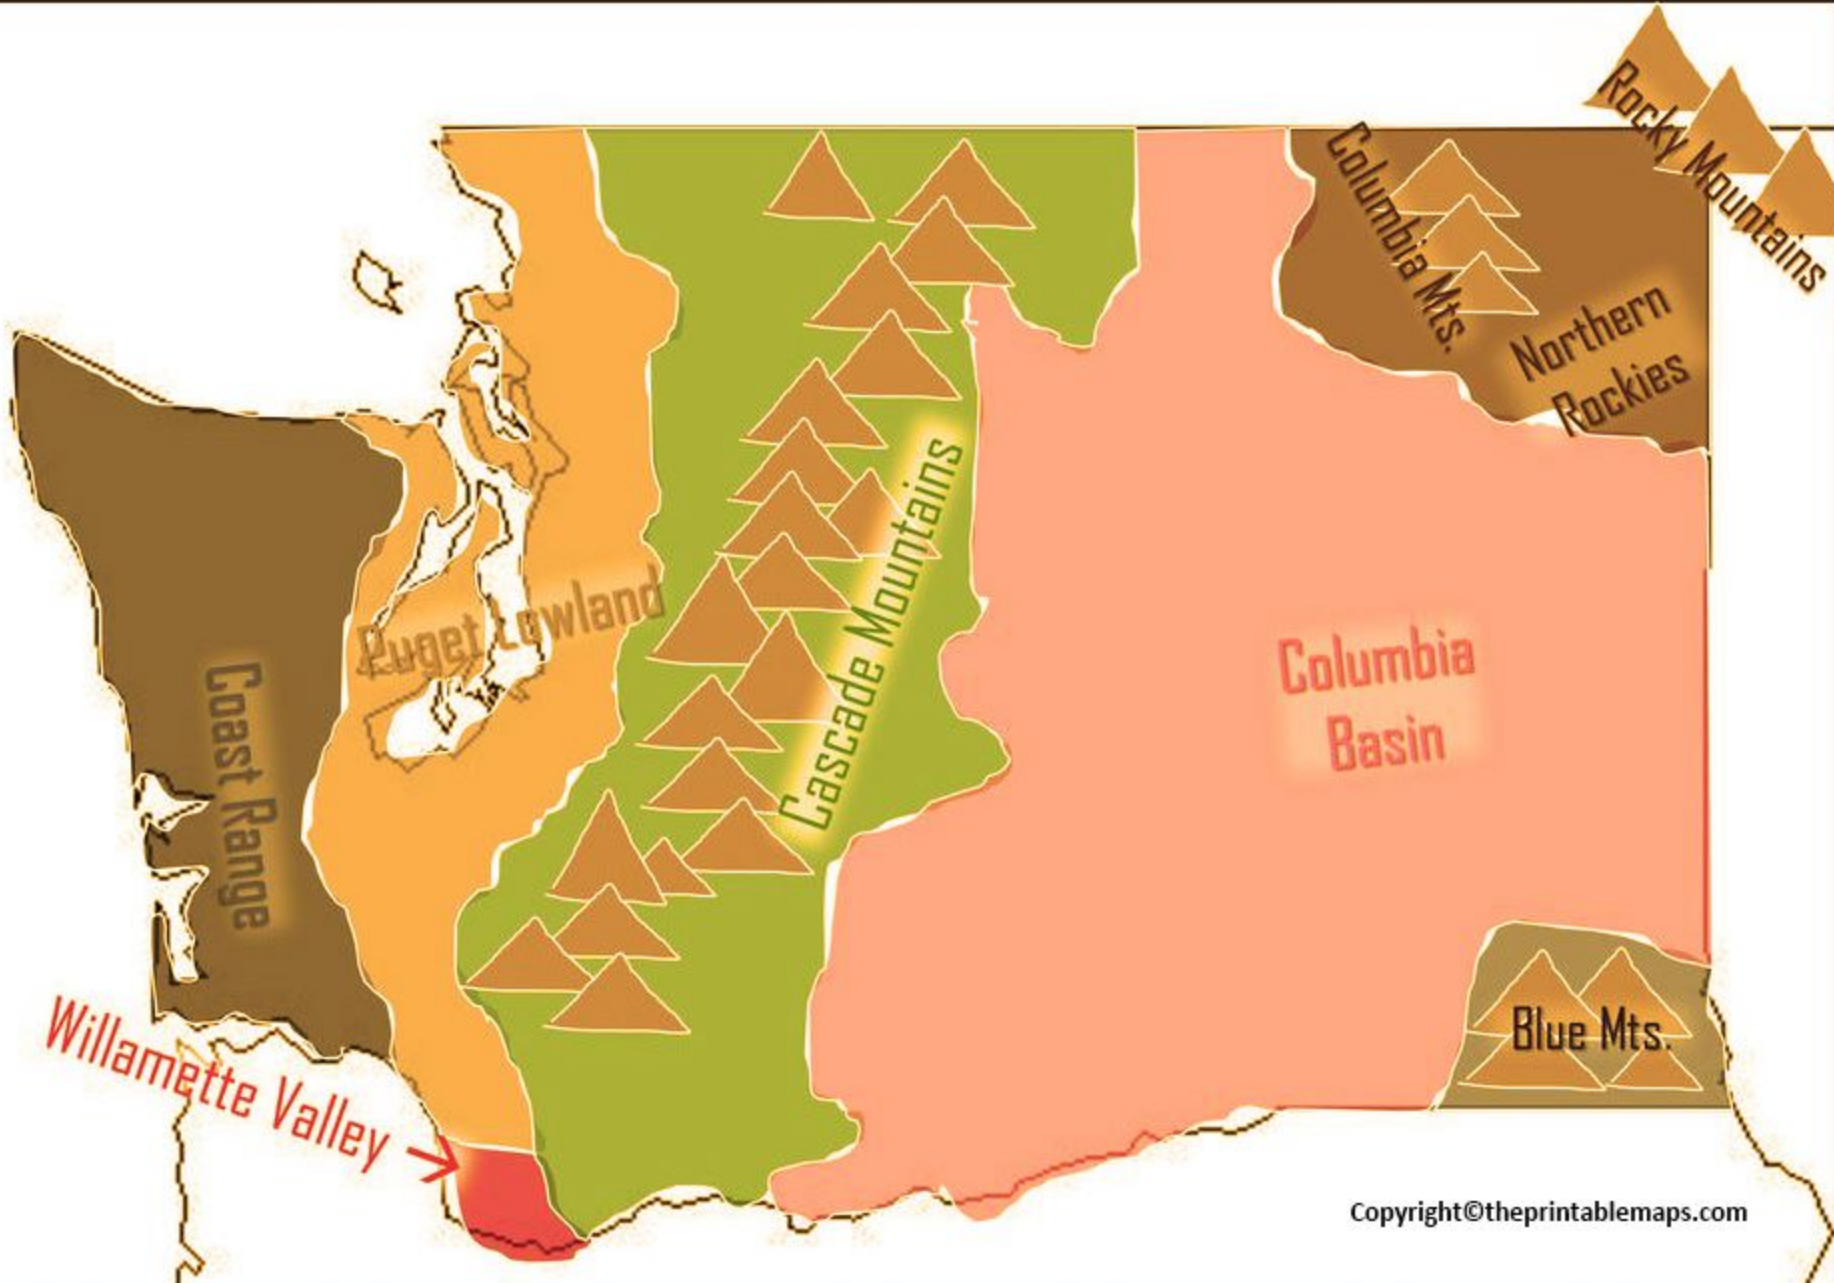 Rocky Mountains
Columbia Mts.
Northern
Rockies
Cascade Mountains
Puget Lowland
Columbia
Basin
Coast Range
Willamette Valley
Blue Mts.
Copyright©theprintablemaps.com